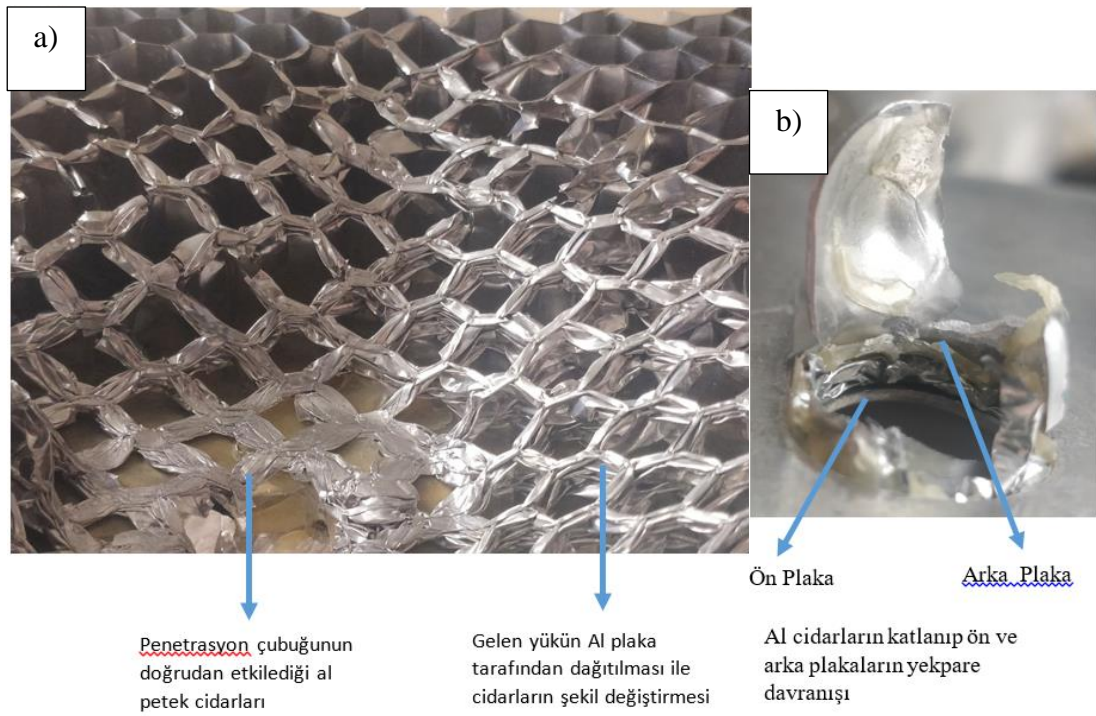 a)
b)
Ön Plaka
Arka Plaka
Penetrasyon çubuğunun
doğrudan etkilediği al
petek cidarları
Gelen yükün Al plaka
tarafından dağıtılması ile
cidarların şekil değiştirmesi
Al cidarların katlanıp ön ve
arka plakaların yekpare
davranışı